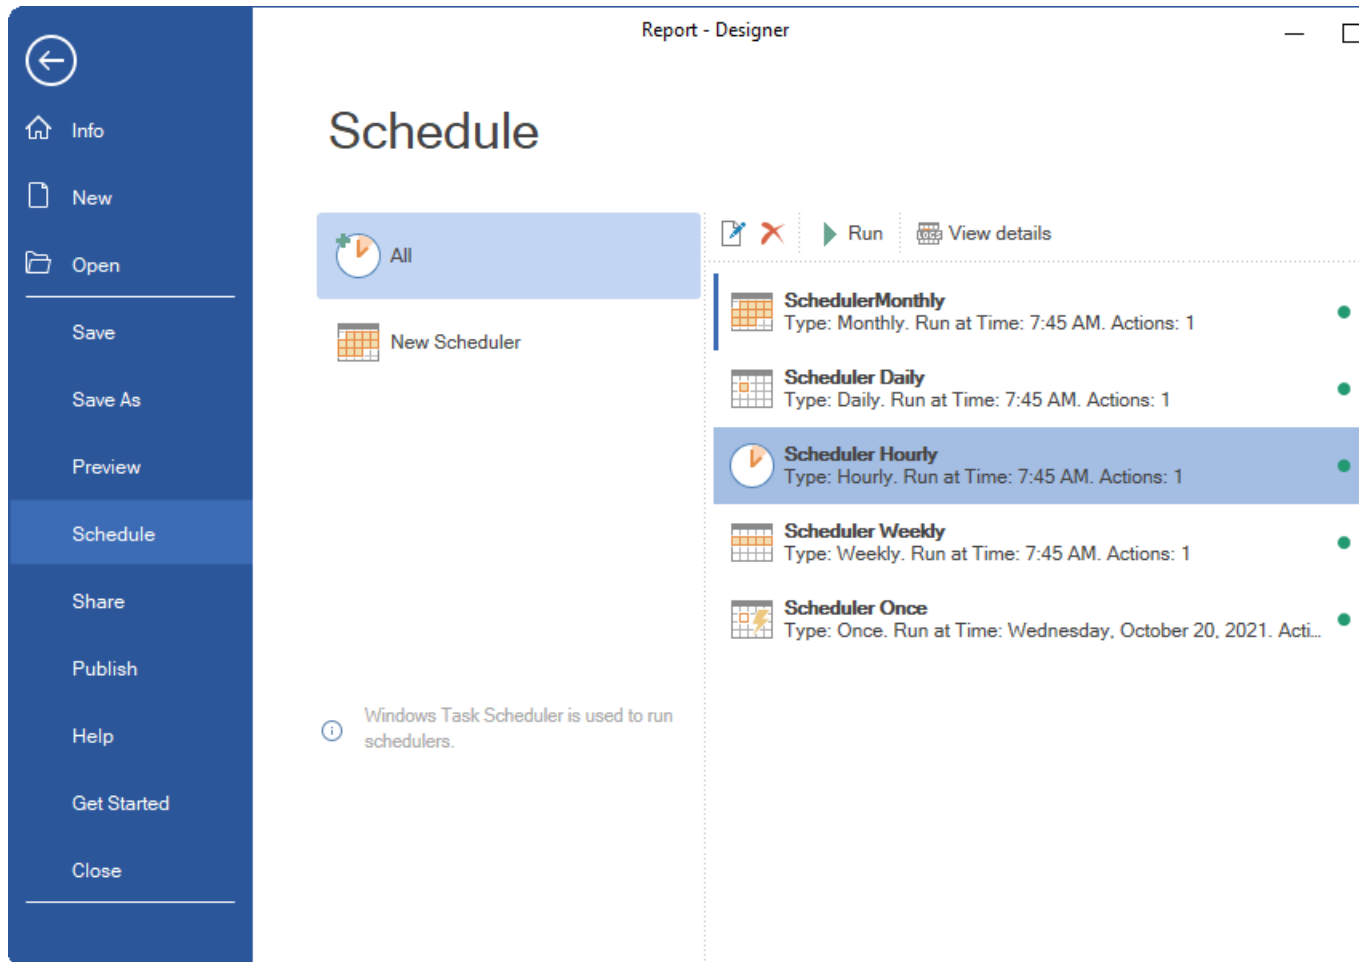 Report - Designer
Info
New
Open
Save
Save As
Preview
Schedule
Share
Publish
Help
Get Started
Close
Schedule
All
New Scheduler
Windows Task Scheduler is used to run
schedulers.
Run
View details
SchedulerMonthly
Type: Monthly. Run at Time: 7:45 AM. Actions: 1
Scheduler Daily
Type: Daily. Run at Time: 7:45 AM. Actions: 1
Scheduler Hourly
Type: Hourly. Run at Time: 7:45 AM. Actions: 1
Scheduler Weekly
Type: Weekly. Run at Time: 7:45 AM. Actions: 1
Scheduler Once
Type: Once. Run at Time: Wednesday, October 20, 2021. Acti...